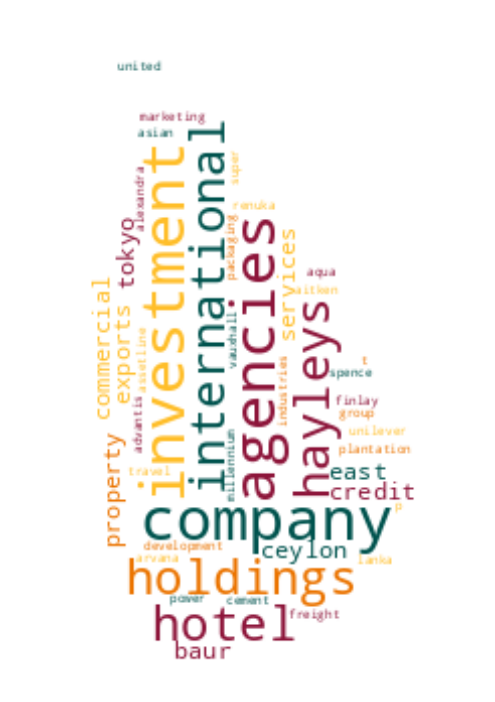 united
marketing
asian
international
investment
super
alexandra
renuka
tokyo
packaging
agencies
services
aqua
commercial
aitken
exports
hayleys
vauxhall
assetline
industries
t
spence
advantis
finlay
group
unilever
millennium
property
plantation
travel
east
credit
p
company
development
ceylon
arvana
lanka
holdings
power
cement
hotel
freight
baur